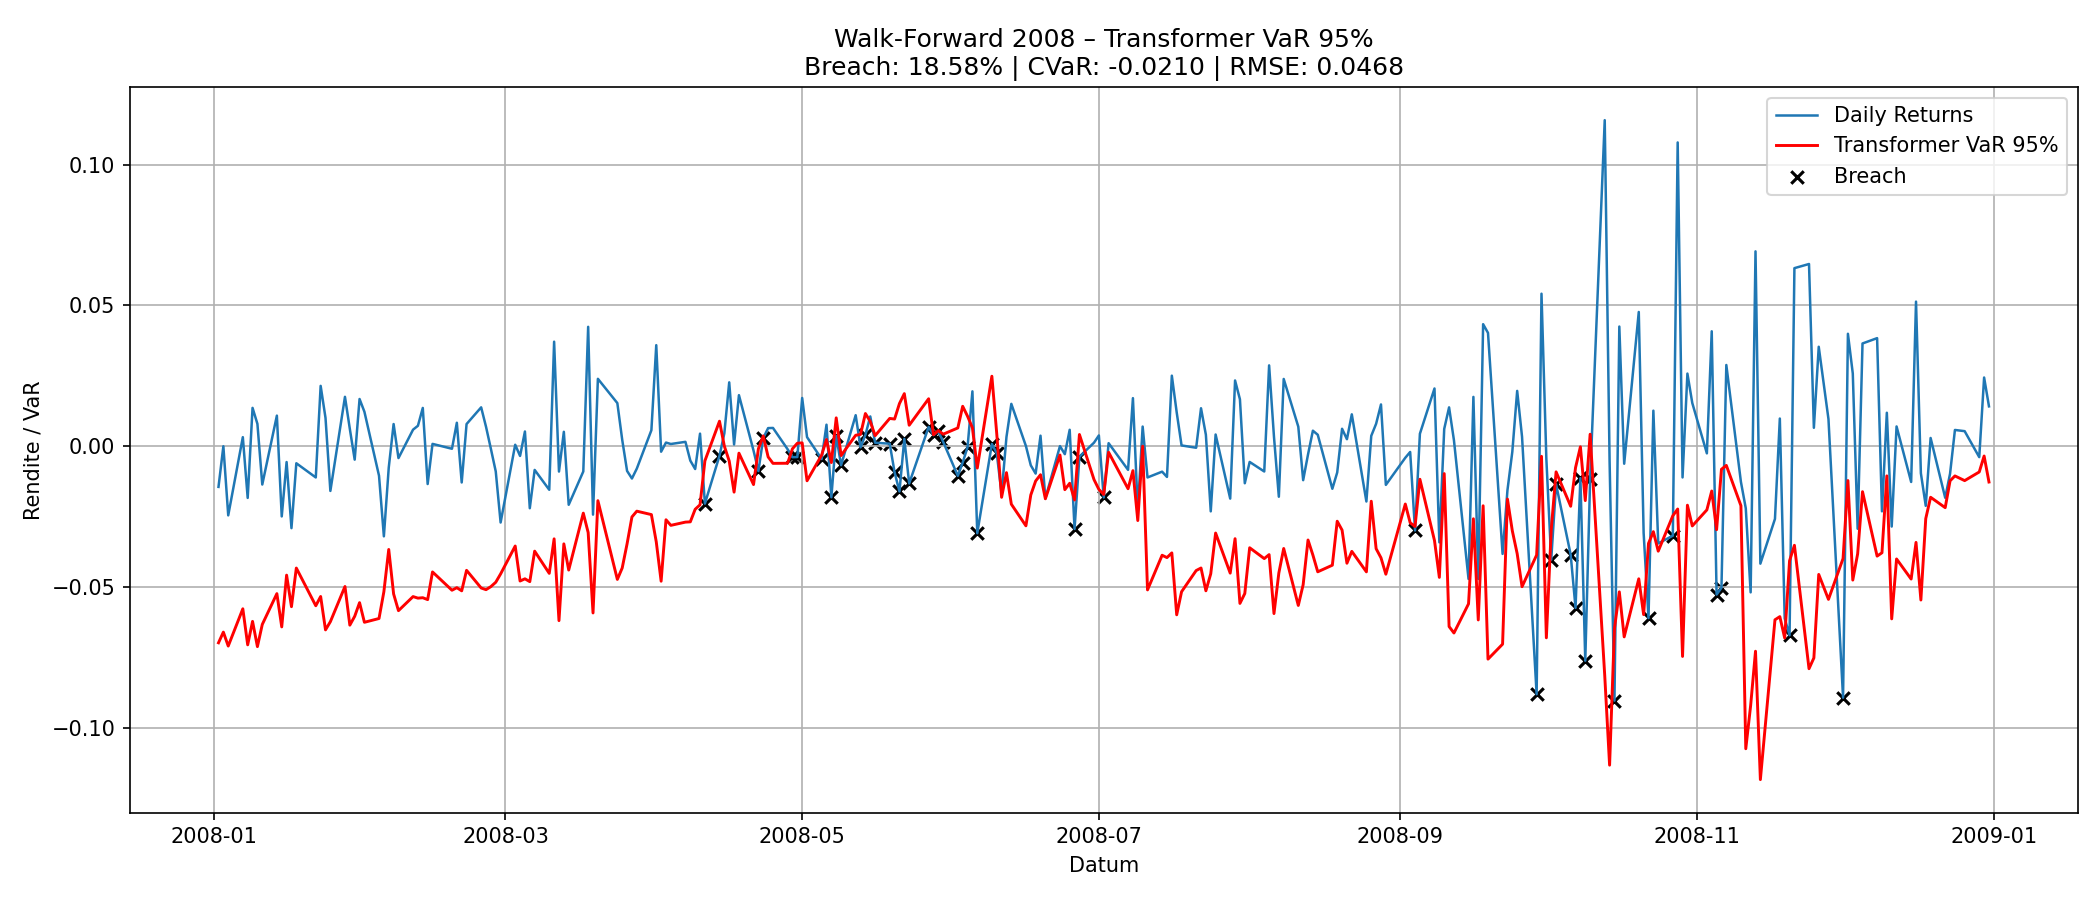 Walk-Forward 2008 – Transformer VaR 95%
Breach: 18.58% | CVaR: -0.0210 | RMSE: 0.0468
Daily Returns
Transformer VaR 95%
Breach
Rendite / VaR
0.10
0.05
0.00
−0.05
−0.10
2008-01
2008-03
2008-05
2008-07
2008-09
2008-11
2009-01
Datum